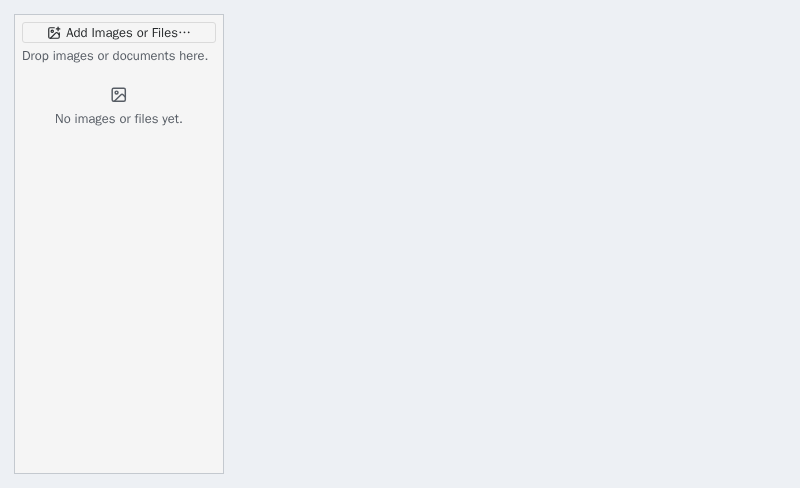 Add Images or Files···
Drop images or documents here.
No images or files yet.